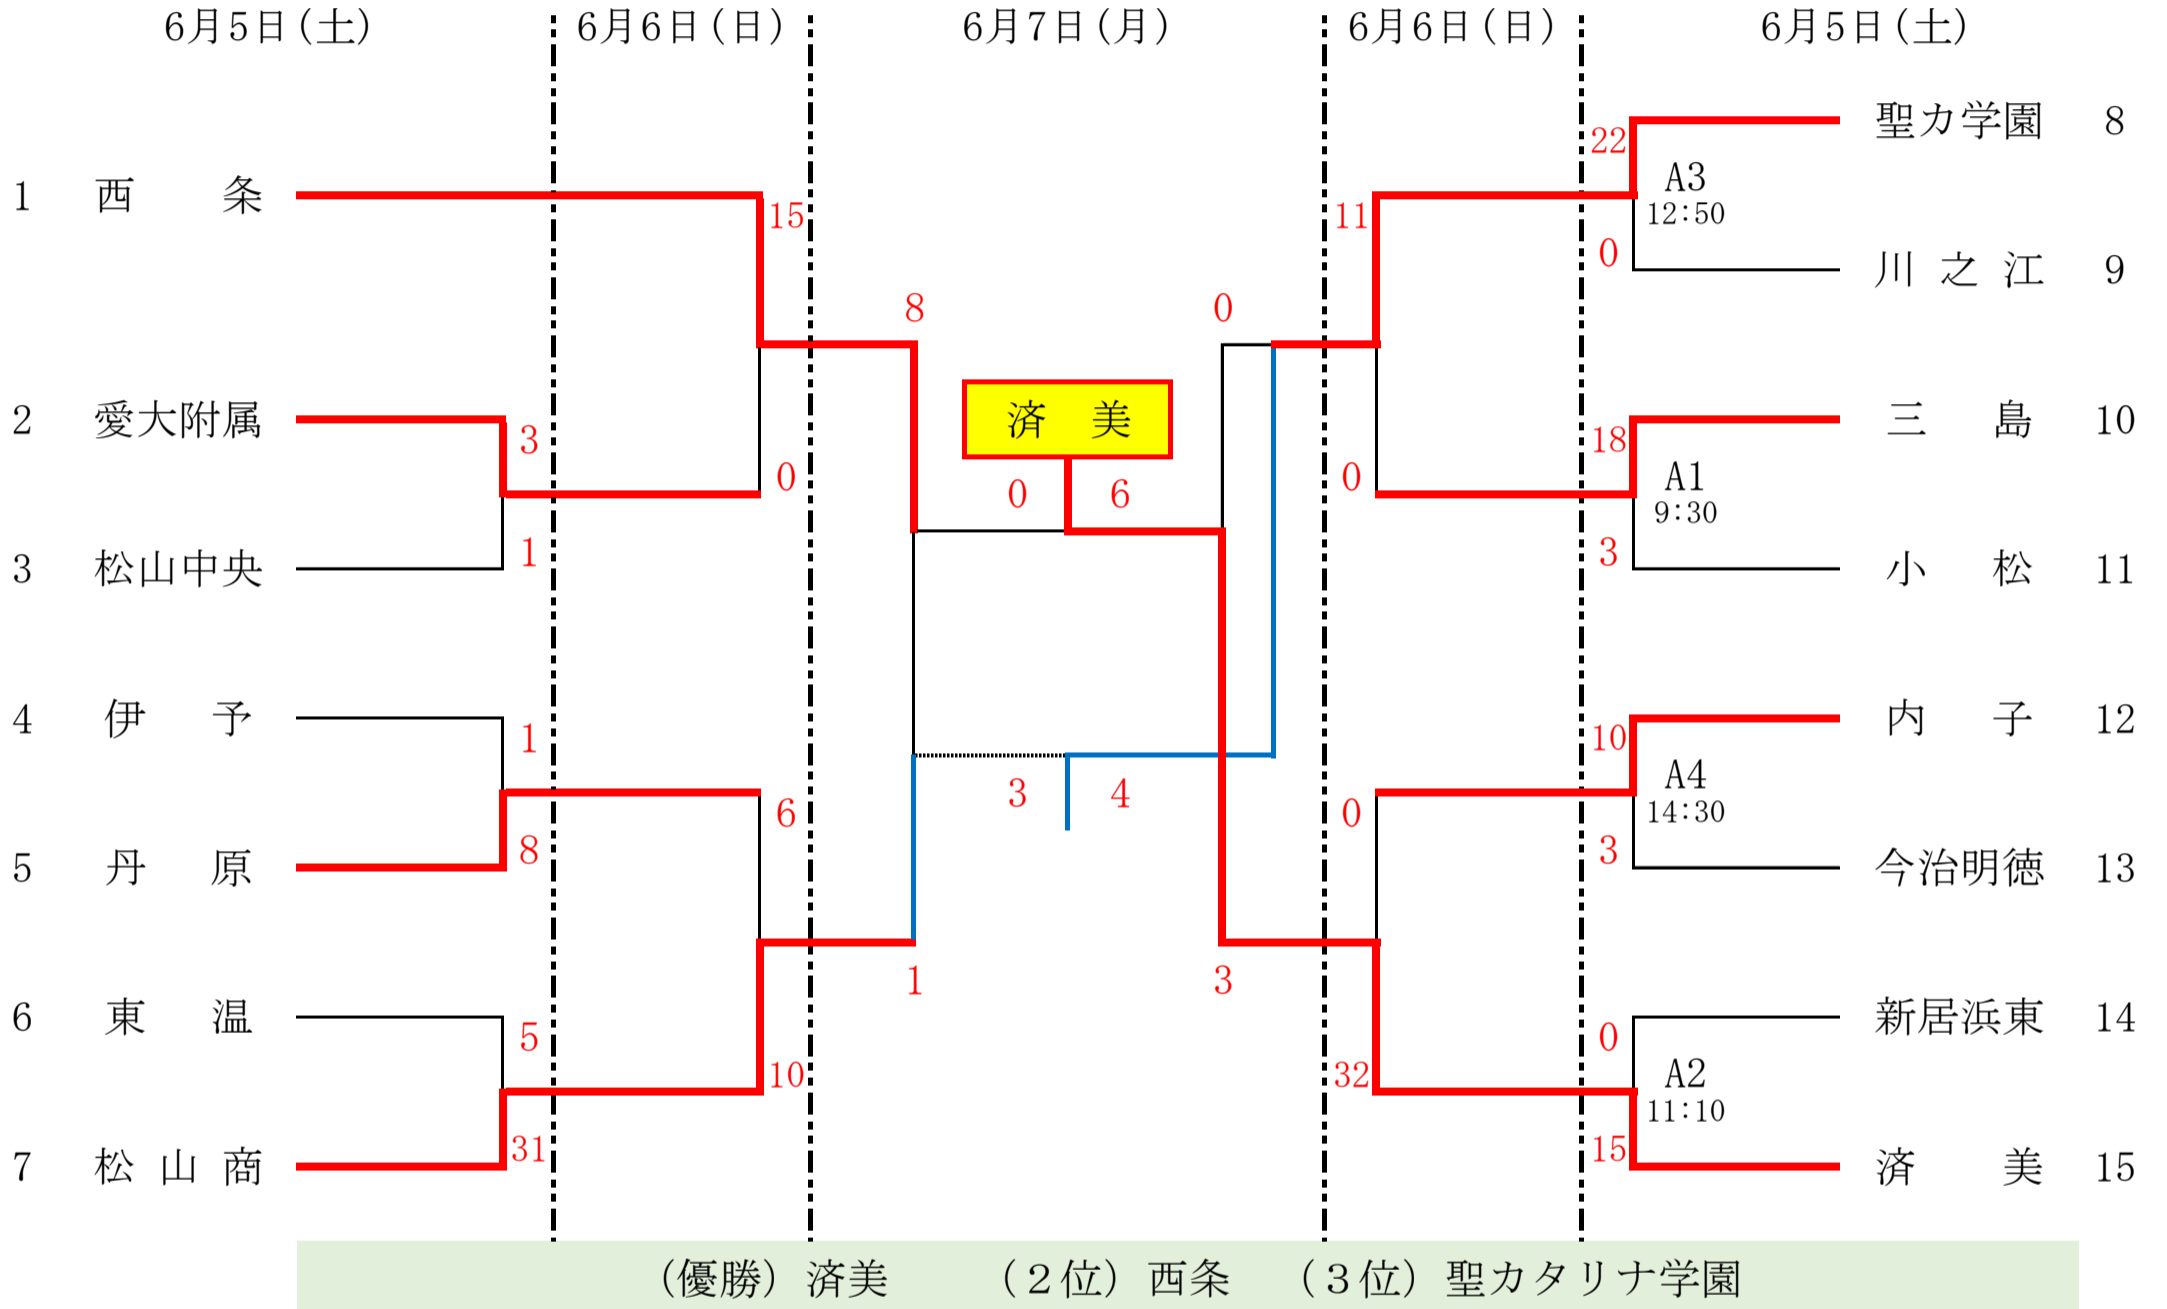 6月5日(土) 6月6日(日) 6月7日(月) 6月6日(日) 6月5日(土)
22 聖カ学園 8
A3
1 西条 15 11 12:50
0 川之江 9
8 0
2 愛大附属 3 済美 18 三島 10
0 0 6 0 A1
9:30
3 松山中央 1 3 小松 11
4 伊予 1 10 内子 12
6 3 4 0 A4
14:30
5 丹原 8 3 今治明徳 13
1 3
6 東温 5 0 新居浜東 14
10 32 A2
11:10
7 松山商 31 15 済美 15
(優勝) 済美 (2位) 西条 (3位) 聖カタリナ学園